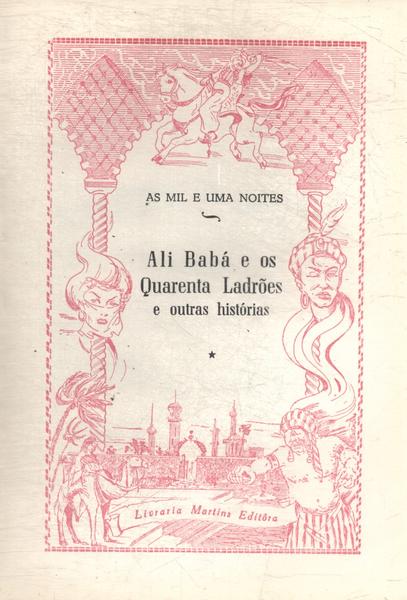 AS MIL E UMA NOITES
Ali Babá e os
Quarenta Ladrões
e outras histórias
Livraria Martins Editôra